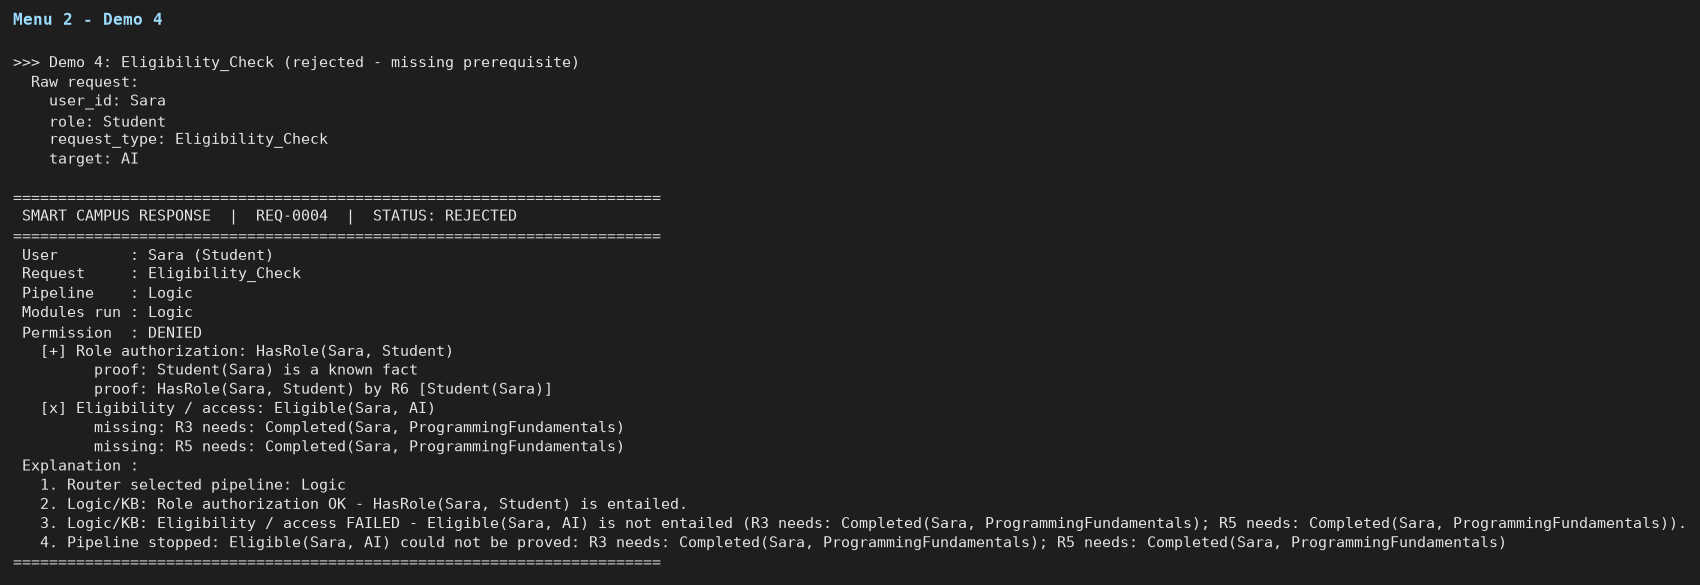 Menu 2 - Demo 4
>>> Demo 4: Eligibility_Check (rejected - missing prerequisite)
  Raw request:
    user_id: Sara
    role: Student
    request_type: Eligibility_Check
    target: AI
========================================================================
 SMART CAMPUS RESPONSE  |  REQ-0004  |  STATUS: REJECTED
========================================================================
 User        : Sara (Student)
 Request     : Eligibility_Check
 Pipeline    : Logic
 Modules run : Logic
 Permission  : DENIED
   [+] Role authorization: HasRole(Sara, Student)
         proof: Student(Sara) is a known fact
         proof: HasRole(Sara, Student) by R6 [Student(Sara)]
   [x] Eligibility / access: Eligible(Sara, AI)
         missing: R3 needs: Completed(Sara, ProgrammingFundamentals)
         missing: R5 needs: Completed(Sara, ProgrammingFundamentals)
 Explanation :
   1. Router selected pipeline: Logic
   2. Logic/KB: Role authorization OK - HasRole(Sara, Student) is entailed.
   3. Logic/KB: Eligibility / access FAILED - Eligible(Sara, AI) is not entailed (R3 needs: Completed(Sara, ProgrammingFundamentals); R5 needs: Completed(Sara, ProgrammingFundamentals)).
   4. Pipeline stopped: Eligible(Sara, AI) could not be proved: R3 needs: Completed(Sara, ProgrammingFundamentals); R5 needs: Completed(Sara, ProgrammingFundamentals)
========================================================================